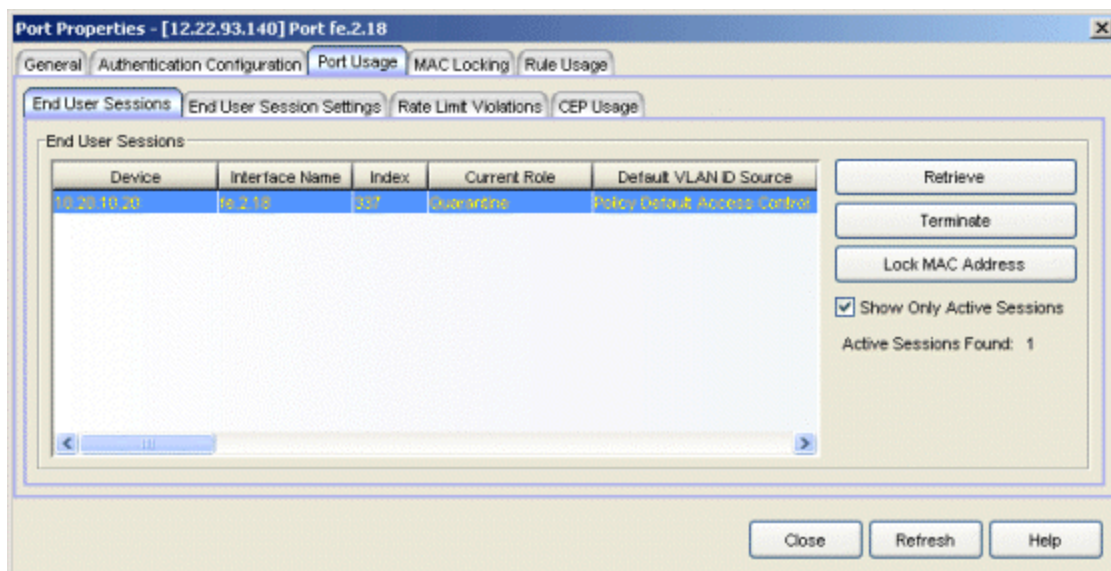 Port Properties - [12.22.93.140] Port fe.2.18
General Authentication Configuration Port Usage MAC Locking Rule Usage
End User Sessions End User Session Settings Rate Limit Violations CEP Usage
End User Sessions
Device Interface Name Index Current Role Default VLAN ID Source
10.20.10.20 fe.2.18 337 Quarantine Policy Default Access Control
Retrieve
Terminate
Lock MAC Address
Show Only Active Sessions
Active Sessions Found: 1
Close Refresh Help